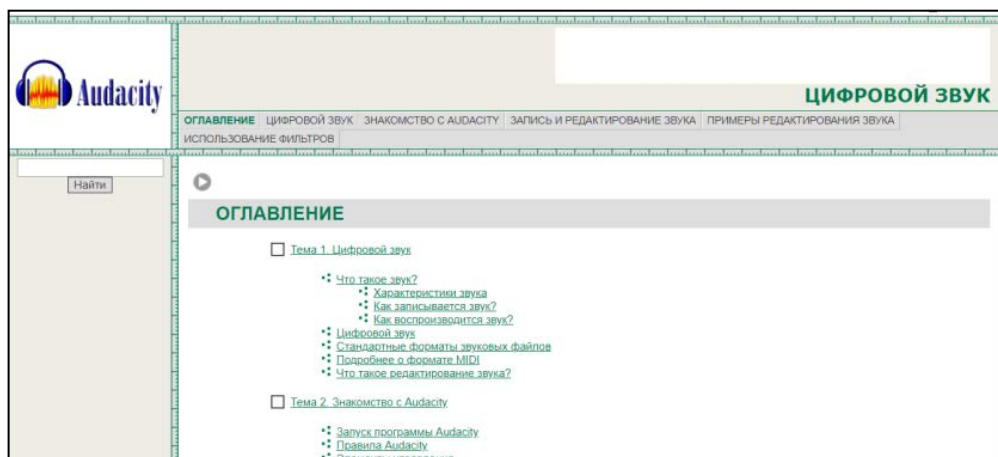 Audacity
ЦИФРОВОЙ ЗВУК
ОГЛАВЛЕНИЕ ЦИФРОВОЙ ЗВУК ЗНАКОМСТВО С AUDACITY ЗАПИСЬ И РЕДАКТИРОВАНИЕ ЗВУКА ПРИМЕРЫ РЕДАКТИРОВАНИЯ ЗВУКА
ИСПОЛЬЗОВАНИЕ ФИЛЬТРОВ
Найти
ОГЛАВЛЕНИЕ
Тема 1. Цифровой звук
Что такое звук?
Характеристики звука
Как записывается звук?
Как воспроизводится звук?
Цифровой звук
Стандартные форматы звуковых файлов
Подробнее о формате MIDI
Что такое редактирование звука?
Тема 2. Знакомство с Audacity
Запуск программы Audacity
Правила Audacity